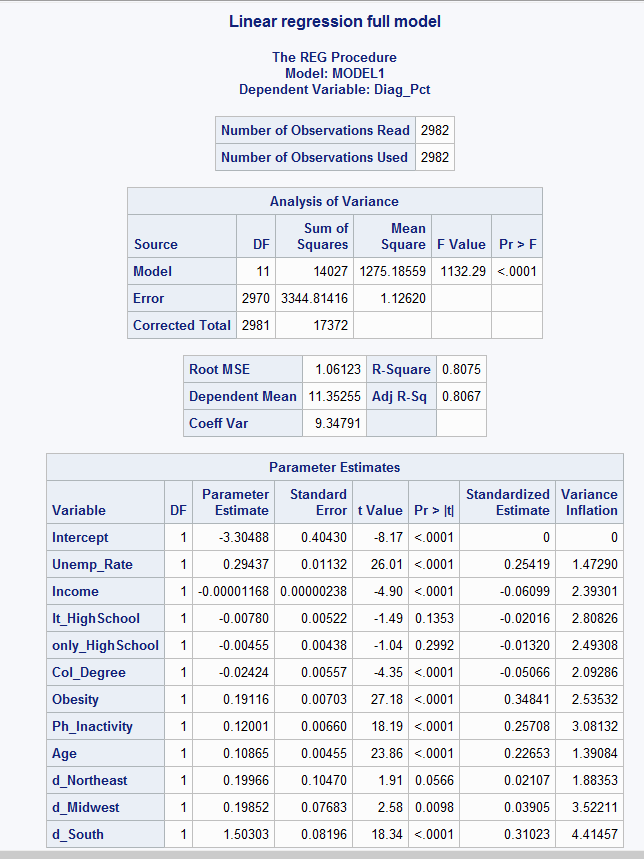 Linear regression full model
The REG Procedure
Model: MODEL1
Dependent Variable: Diag_Pct
Number of Observations Read 2982
Number of Observations Used 2982
Analysis of Variance
Source DF Sum of Squares Mean Square F Value Pr > F
Model 11 14027 1275.18559 1132.29 <.0001
Error 2970 3344.81416 1.12620
Corrected Total 2981 17372
Root MSE 1.06123 R-Square 0.8075
Dependent Mean 11.35255 Adj R-Sq 0.8067
Coeff Var 9.34791
Parameter Estimates
Variable DF Parameter Estimate Standard Error t Value Pr > |t| Standardized Estimate Variance Inflation
Intercept 1 -3.30488 0.40430 -8.17 <.0001 0 0
Unemp_Rate 1 0.29437 0.01132 26.01 <.0001 0.25419 1.47290
Income 1 -0.00001168 0.00000238 -4.90 <.0001 -0.06099 2.39301
lt_HighSchool 1 -0.00780 0.00522 -1.49 0.1353 -0.02016 2.80826
only_HighSchool 1 -0.00455 0.00438 -1.04 0.2992 -0.01320 2.49308
Col_Degree 1 -0.02424 0.00557 -4.35 <.0001 -0.05066 2.09286
Obesity 1 0.19116 0.00703 27.18 <.0001 0.34841 2.53532
Ph_Inactivity 1 0.12001 0.00660 18.19 <.0001 0.25708 3.08132
Age 1 0.10865 0.00455 23.86 <.0001 0.22653 1.39084
d_Northeast 1 0.19966 0.10470 1.91 0.0566 0.02107 1.88353
d_Midwest 1 0.19852 0.07683 2.58 0.0098 0.03905 3.52211
d_South 1 1.50303 0.08196 18.34 <.0001 0.31023 4.41457